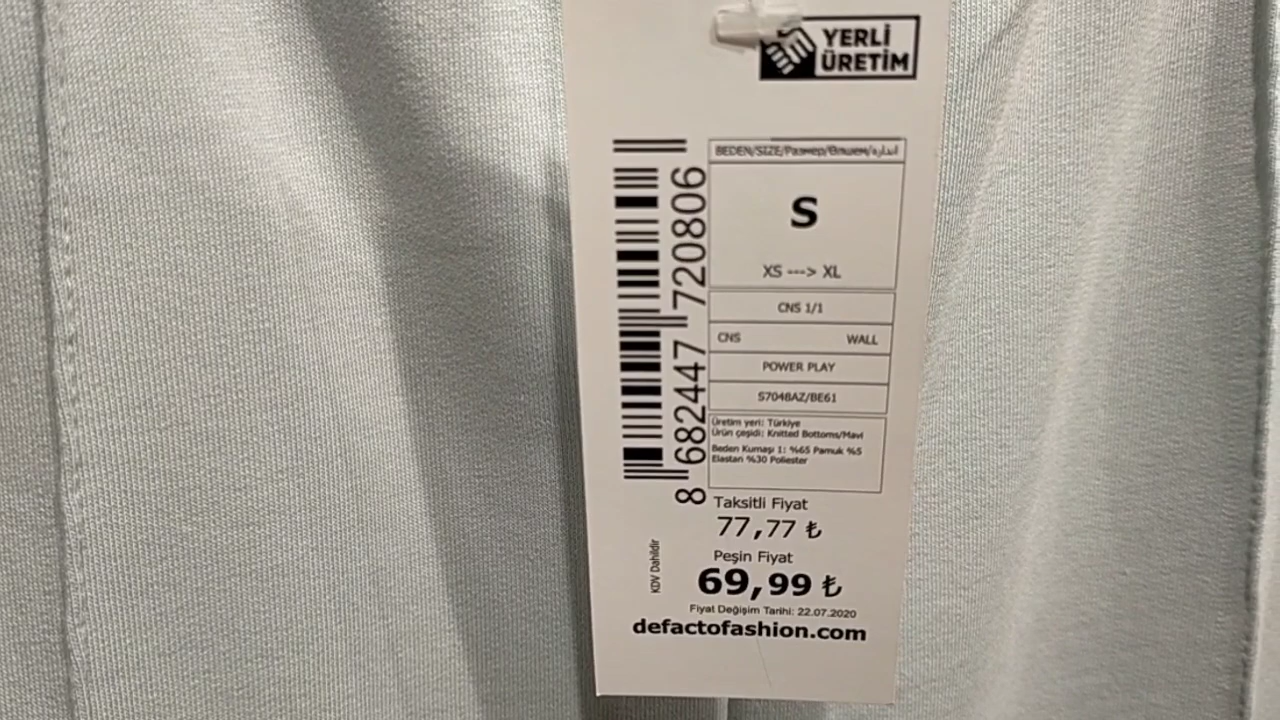 YERLİ
ÜRETİM
BEDEN/SIZE/Размер/
S
XS ---> XL
CNS 1/1
CNS WALL
POWER PLAY
S7048AZ/BE61
Üretim yeri: Türkiye
Ürün çeşidi: Knitted Bottoms/Mavi
Beden Kumaşı 1: %65 Pamuk %5
Elastan %30 Poliester
8 682447 720806
Taksitli Fiyat
77,77 ₺
Peşin Fiyat
69,99 ₺
KDV Dahildir
Fiyat Değişim Tarihi: 22.07.2020
defactofashion.com